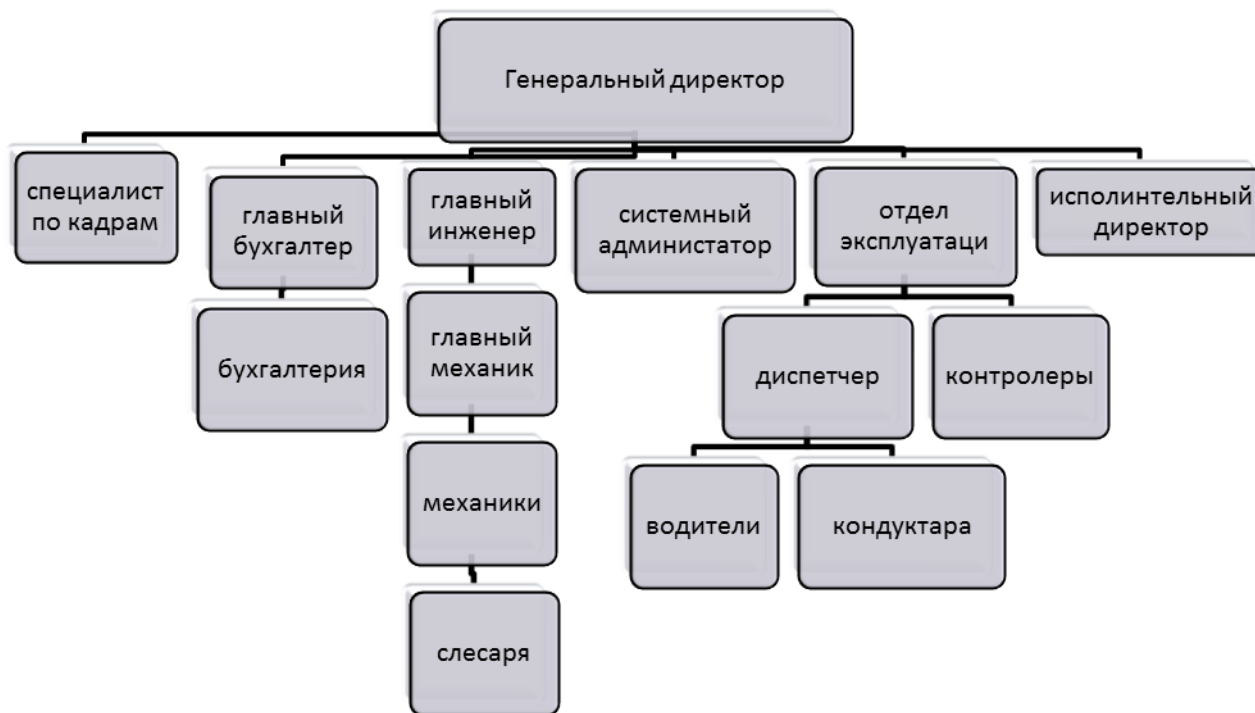 Генеральный директор
специалист
по кадрам
главный
бухгалтер
главный
инженер
системный
администатор
отдел
эксплуатаци
исполинтельный
директор
бухгалтерия
главный
механик
диспетчер
контролеры
механики
водители
кондуктара
слесаря